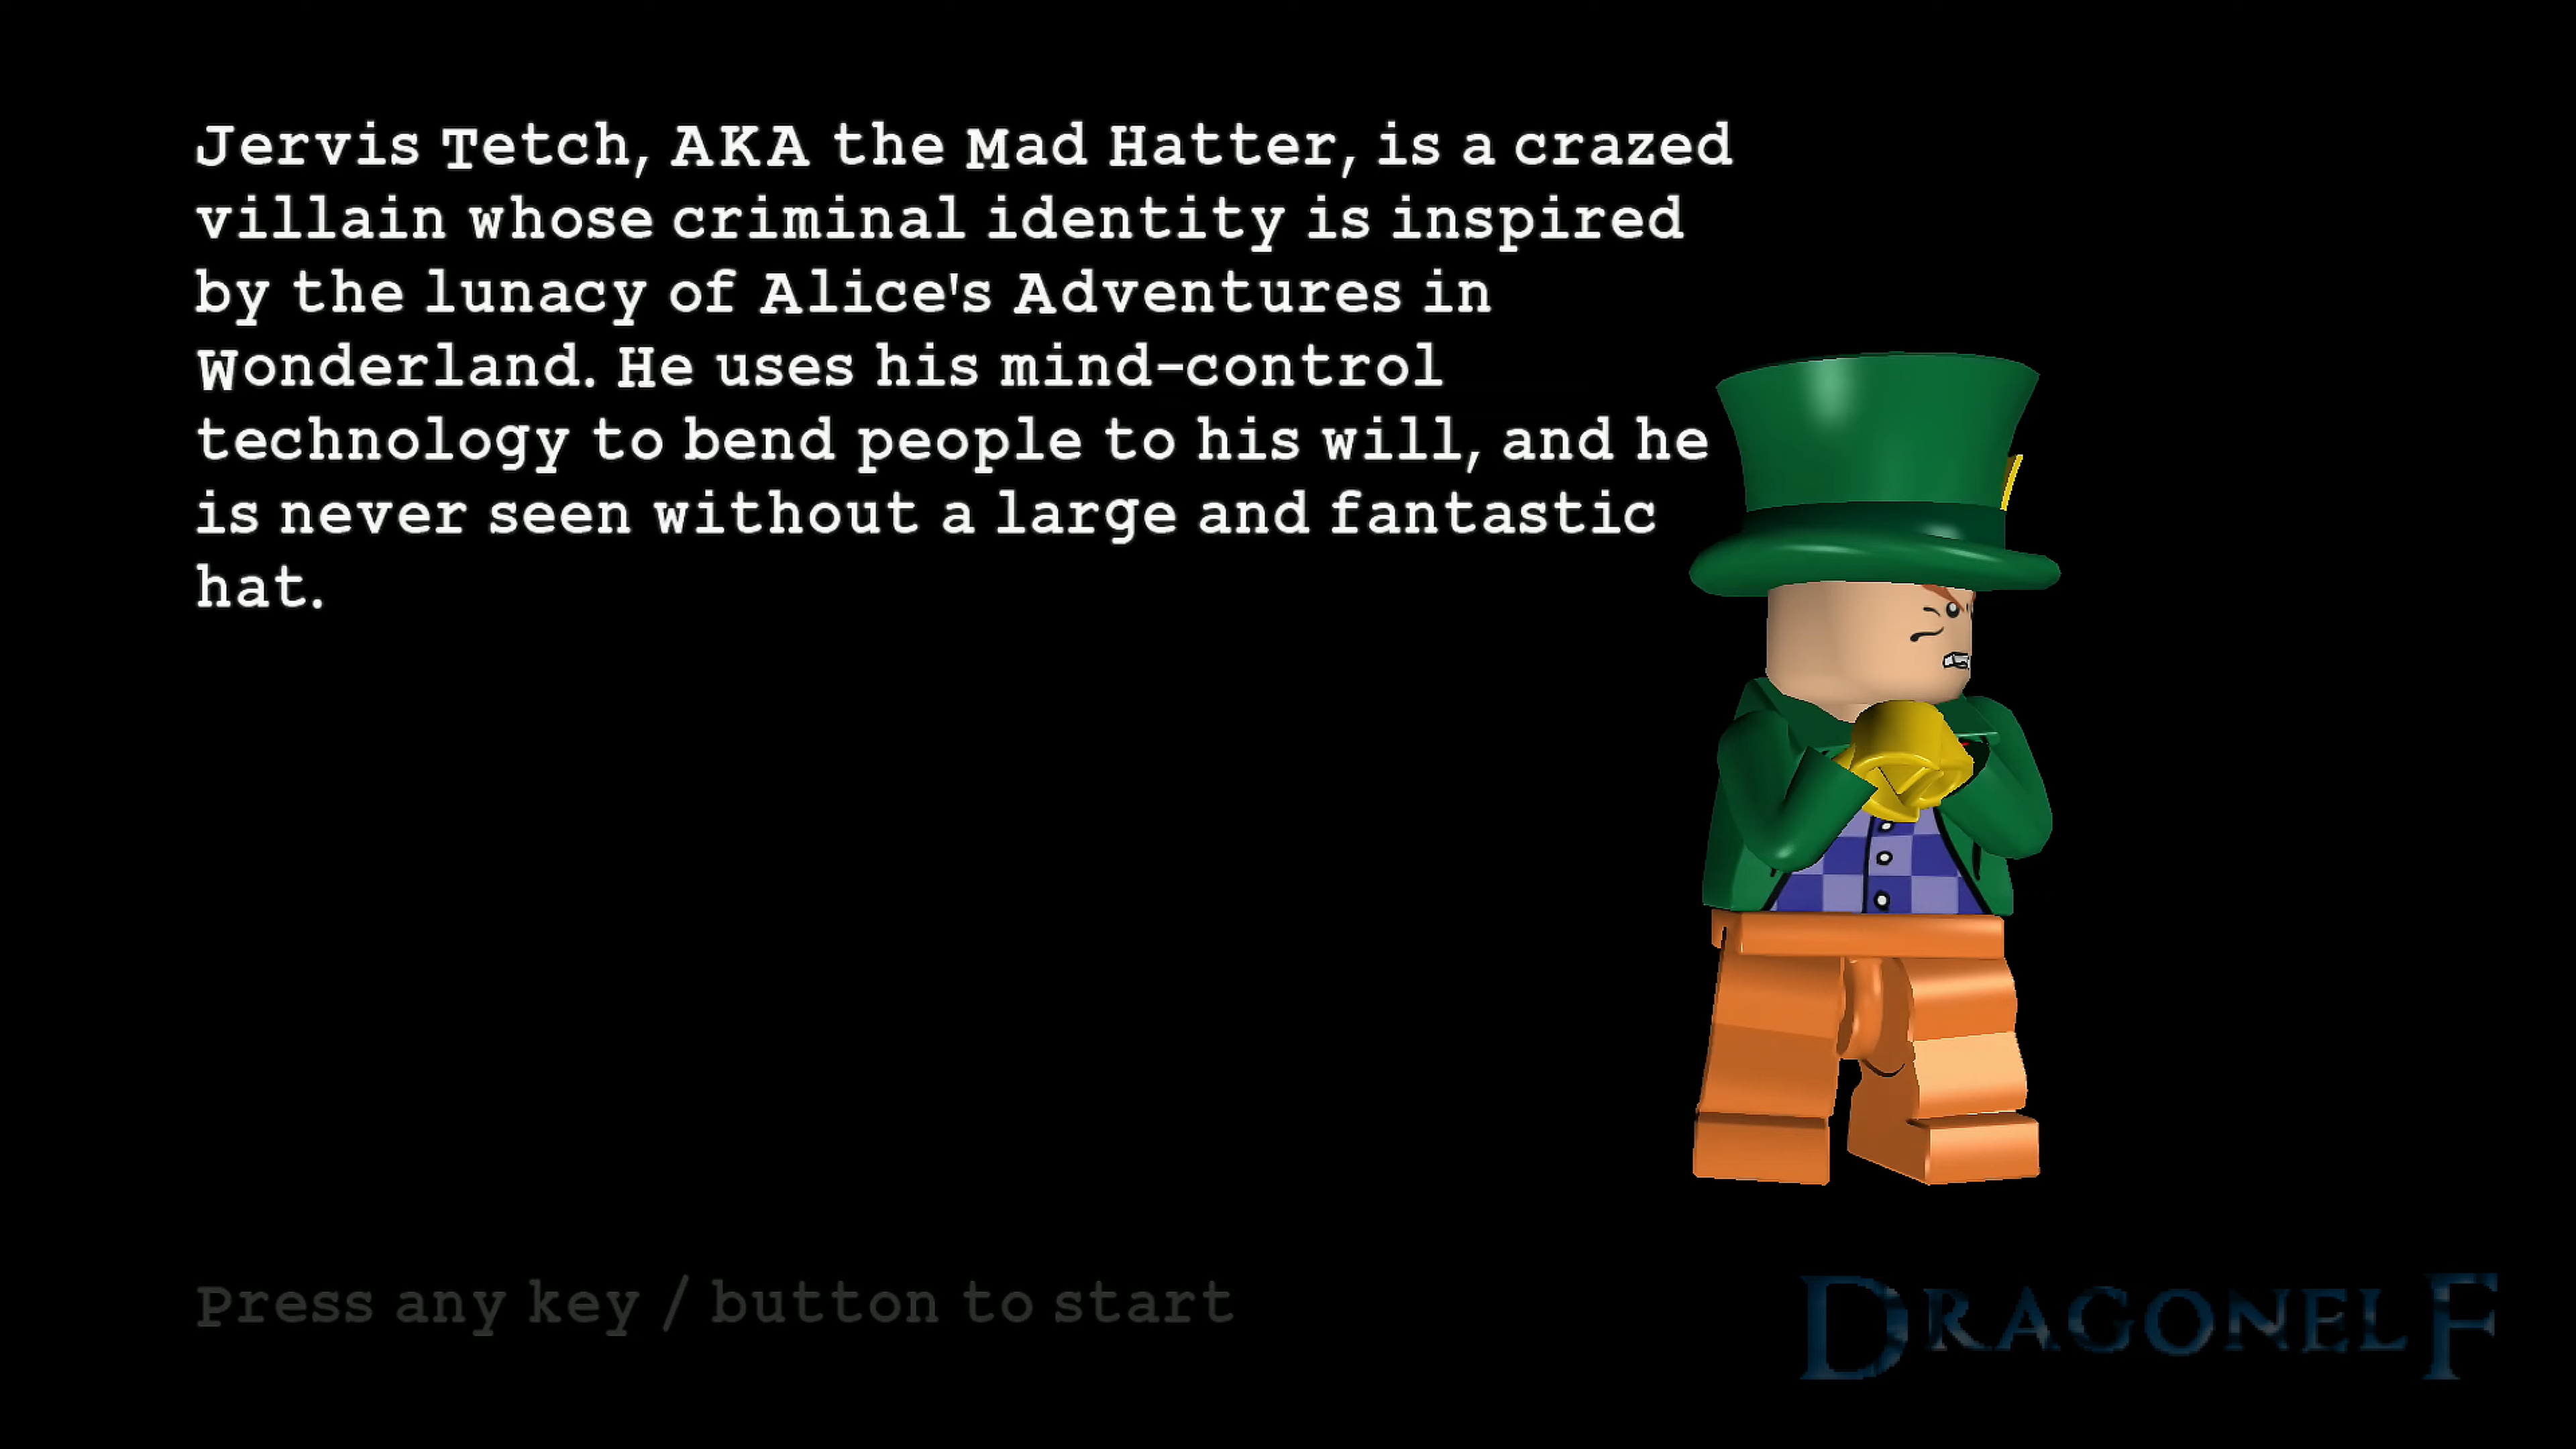 Jervis Tetch, AKA the Mad Hatter, is a crazed
villain whose criminal identity is inspired
by the lunacy of Alice's Adventures in
Wonderland. He uses his mind-control
technology to bend people to his will, and he
is never seen without a large and fantastic
hat.
Press any key / button to start
DRAGONELF